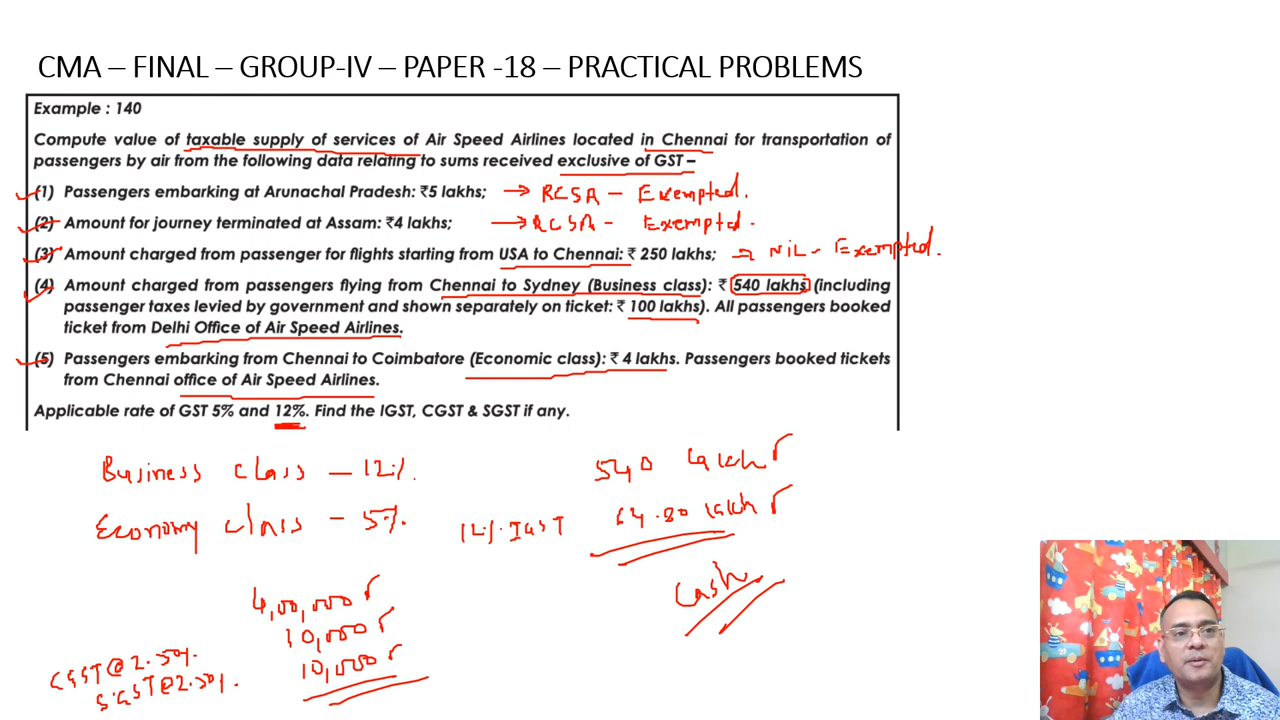 CMA – FINAL – GROUP-IV – PAPER -18 – PRACTICAL PROBLEMS
Example : 140
Compute value of taxable supply of services of Air Speed Airlines located in Chennai for transportation of
passengers by air from the following data relating to sums received exclusive of GST –
(1) Passengers embarking at Arunachal Pradesh: ₹5 lakhs; → RCSA – Exempted.
(2) Amount for journey terminated at Assam: ₹4 lakhs; → RCSA – Exempted.
(3) Amount charged from passenger for flights starting from USA to Chennai: ₹ 250 lakhs; → NIL – Exempted.
(4) Amount charged from passengers flying from Chennai to Sydney (Business class): ₹ 540 lakhs (including
passenger taxes levied by government and shown separately on ticket: ₹ 100 lakhs). All passengers booked
ticket from Delhi Office of Air Speed Airlines.
(5) Passengers embarking from Chennai to Coimbatore (Economic class): ₹ 4 lakhs. Passengers booked tickets
from Chennai office of Air Speed Airlines.
Applicable rate of GST 5% and 12%. Find the IGST, CGST & SGST if any.
Business class – 12%. 540 lakh
Economy class – 5%. 12% IGST 64.80 lakh
Cash
4,00,000
10,000
CGST@2.50%. 10,000
SGST@2.50%.